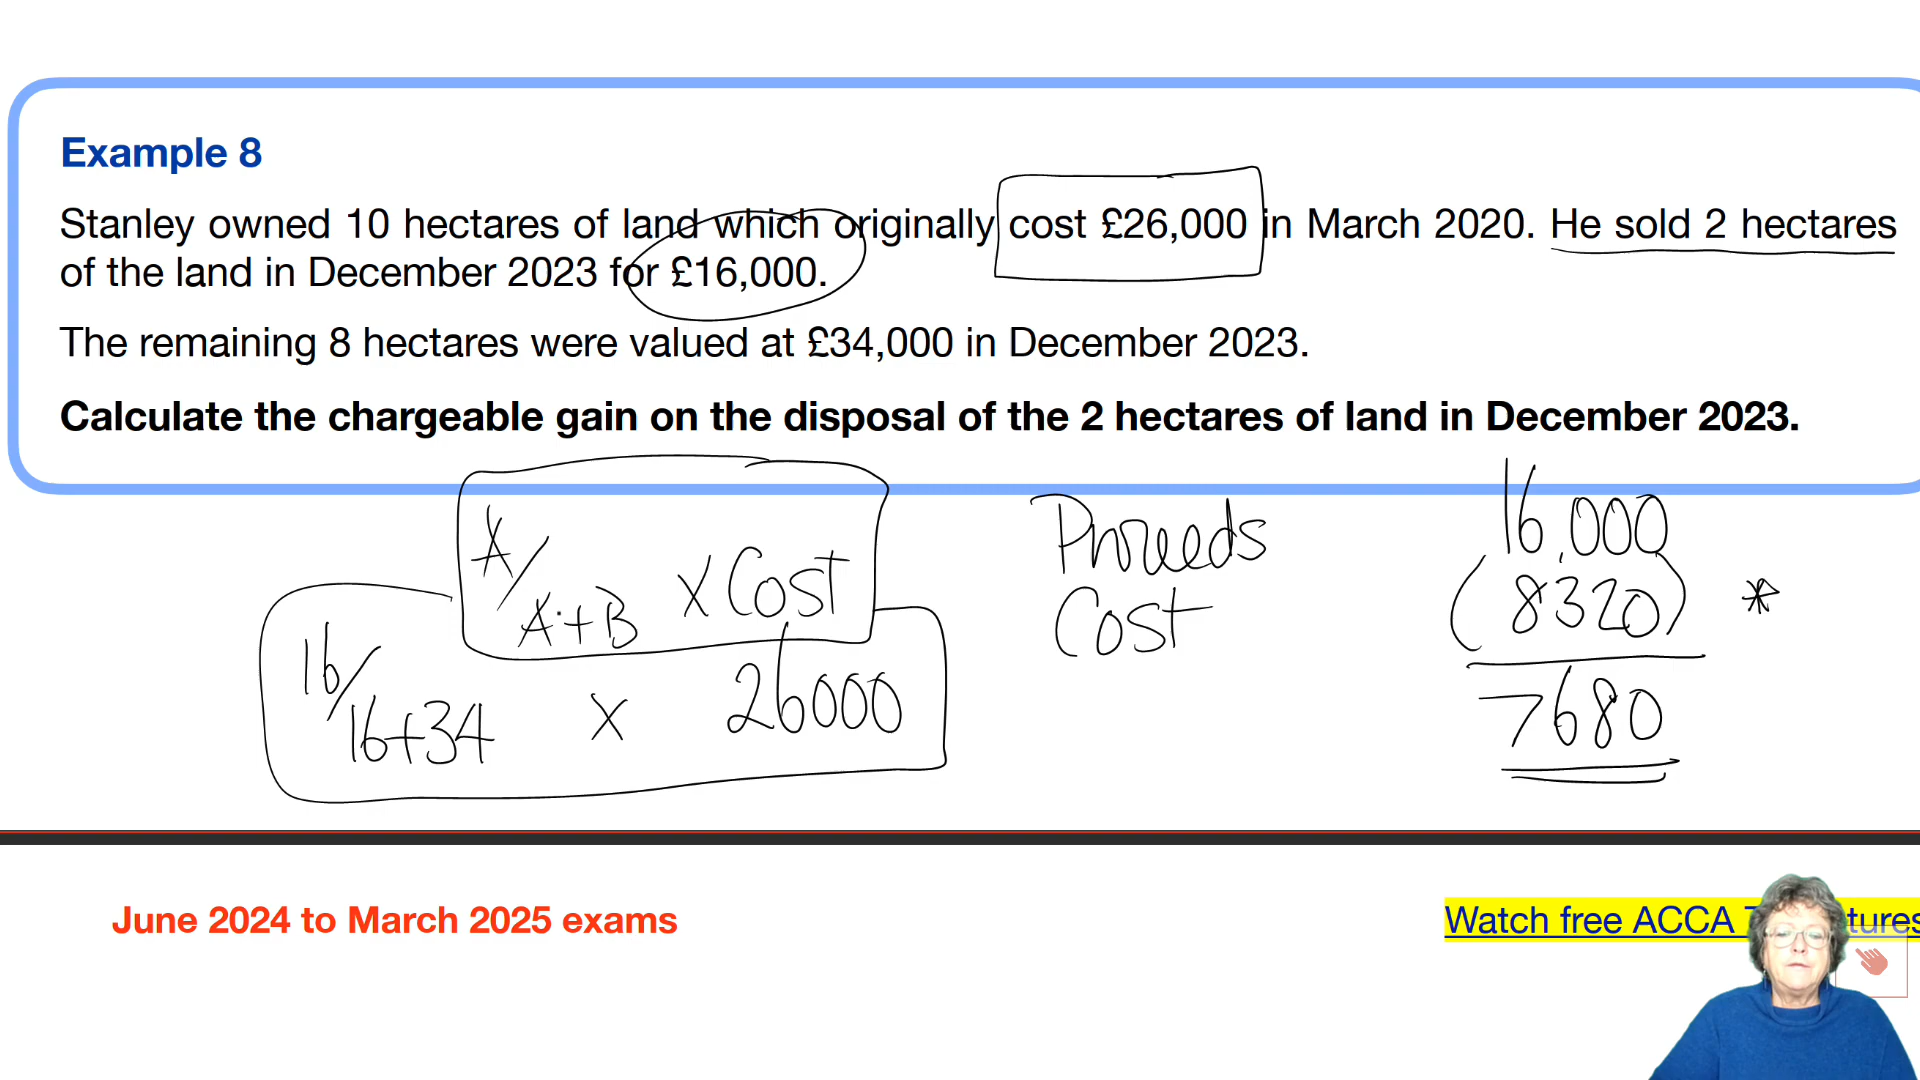 Example 8
Stanley owned 10 hectares of land which originally cost £26,000 in March 2020. He sold 2 hectares
of the land in December 2023 for £16,000.
The remaining 8 hectares were valued at £34,000 in December 2023.
Calculate the chargeable gain on the disposal of the 2 hectares of land in December 2023.
A/A+B x Cost
16/16+34 x 26000
Proceeds 16,000
Cost (8320) *
7680
June 2024 to March 2025 exams
Watch free ACCA